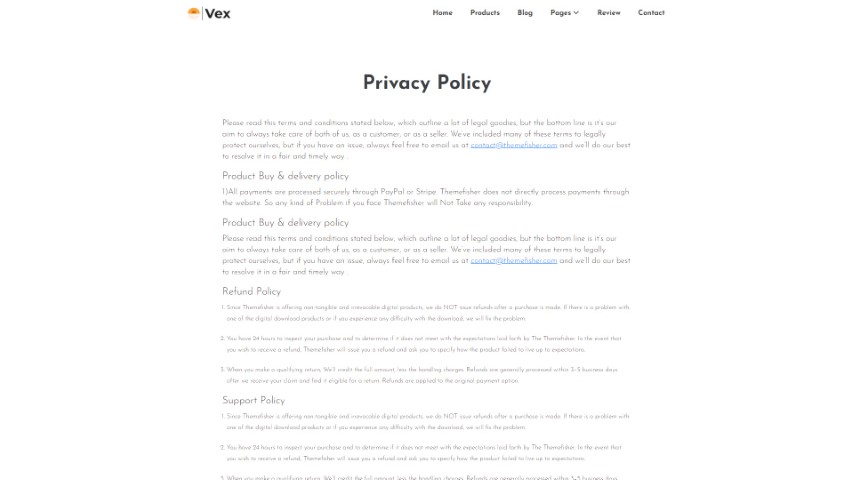 Vex
Home Products Blog Pages Review Contact
Privacy Policy
Please read this terms and conditions stated below, which outline a lot of legal goodies, but the bottom line is it's our
aim to always take care of both of us, as a customer, or as a seller. We've included many of these terms to legally
protect ourselves, but if you have an issue, always feel free to email us at contact@themefisher.com and we'll do our best
to resolve it in a fair and timely way .
Product Buy & delivery policy
1)All payments are processed securely through PayPal or Stripe. Themefisher does not directly process payments through
the website. So any kind of Problem if you face Themefisher will Not Take any responsibility.
Product Buy & delivery policy
Please read this terms and conditions stated below, which outline a lot of legal goodies, but the bottom line is it's our
aim to always take care of both of us, as a customer, or as a seller. We've included many of these terms to legally
protect ourselves, but if you have an issue, always feel free to email us at contact@themefisher.com and we'll do our best
to resolve it in a fair and timely way .
Refund Policy
1. Since Themefisher is offering non tangible and irrevocable digital products, we do NOT issue refunds after a purchase is made. If there is a problem with
one of the digital download products or if you experience any difficulty with the download, we will fix the problem.
2. You have 24 hours to inspect your purchase and to determine if it does not meet with the expectations laid forth by The Themefisher. In the event that
you wish to receive a refund, Themefisher will issue you a refund and ask you to specify how the product failed to live up to expectations.
3. When you make a qualifying return, We'll credit the full amount, less the handling charges. Refunds are generally processed within 3-5 business days
after we receive your claim and find it eligible for a return. Refunds are applied to the original payment option.
Support Policy
1. Since Themefisher is offering non tangible and irrevocable digital products, we do NOT issue refunds after a purchase is made. If there is a problem with
one of the digital download products or if you experience any difficulty with the download, we will fix the problem.
2. You have 24 hours to inspect your purchase and to determine if it does not meet with the expectations laid forth by The Themefisher. In the event that
you wish to receive a refund, Themefisher will issue you a refund and ask you to specify how the product failed to live up to expectations.
3. When you make a qualifying return, We'll credit the full amount, less the handling charges. Refunds are generally processed within 3-5 business days